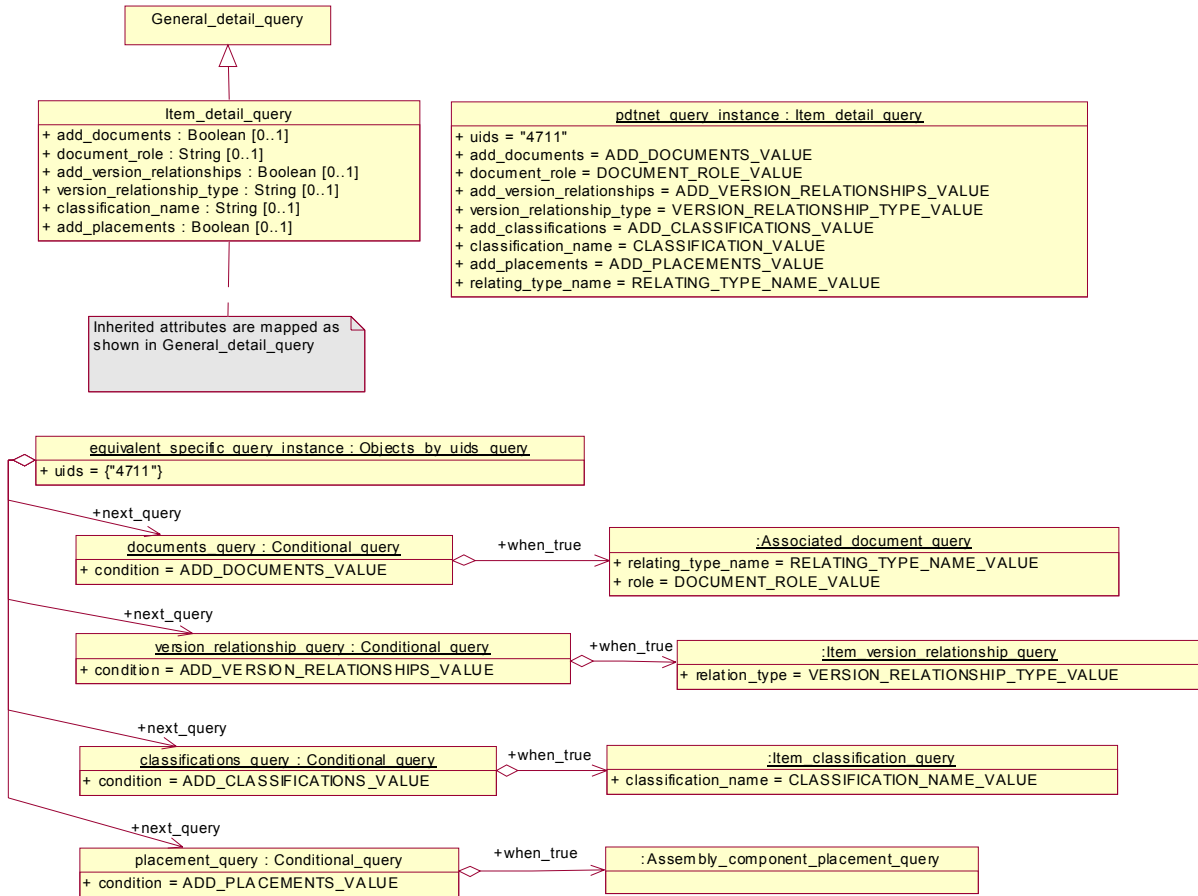 General_detail_query
Item_detail_query
+ add_documents : Boolean [0..1]
+ document_role : String [0..1]
+ add_version_relationships : Boolean [0..1]
+ version_relationship_type : String [0..1]
+ classification_name : String [0..1]
+ add_placements : Boolean [0..1]
pdtnet_query_instance : Item_detail_query
+ uids = "4711"
+ add_documents = ADD_DOCUMENTS_VALUE
+ document_role = DOCUMENT_ROLE_VALUE
+ add_version_relationships = ADD_VERSION_RELATIONSHIPS_VALUE
+ version_relationship_type = VERSION_RELATIONSHIP_TYPE_VALUE
+ add_classifications = ADD_CLASSIFICATIONS_VALUE
+ classification_name = CLASSIFICATION_VALUE
+ add_placements = ADD_PLACEMENTS_VALUE
+ relating_type_name = RELATING_TYPE_NAME_VALUE
Inherited attributes are mapped as
shown in General_detail_query
equivalent_specific_query_instance : Objects_by_uids_query
+ uids = {"4711"}
+next_query
documents_query : Conditional_query
+ condition = ADD_DOCUMENTS_VALUE
+when_true
:Associated_document_query
+ relating_type_name = RELATING_TYPE_NAME_VALUE
+ role = DOCUMENT_ROLE_VALUE
+next_query
version_relationship_query : Conditional_query
+ condition = ADD_VERSION_RELATIONSHIPS_VALUE
+when_true
:Item_version_relationship_query
+ relation_type = VERSION_RELATIONSHIP_TYPE_VALUE
+next_query
classifications_query : Conditional_query
+ condition = ADD_CLASSIFICATIONS_VALUE
+when_true
:Item_classification_query
+ classification_name = CLASSIFICATION_NAME_VALUE
+next_query
placement_query : Conditional_query
+ condition = ADD_PLACEMENTS_VALUE
+when_true
:Assembly_component_placement_query